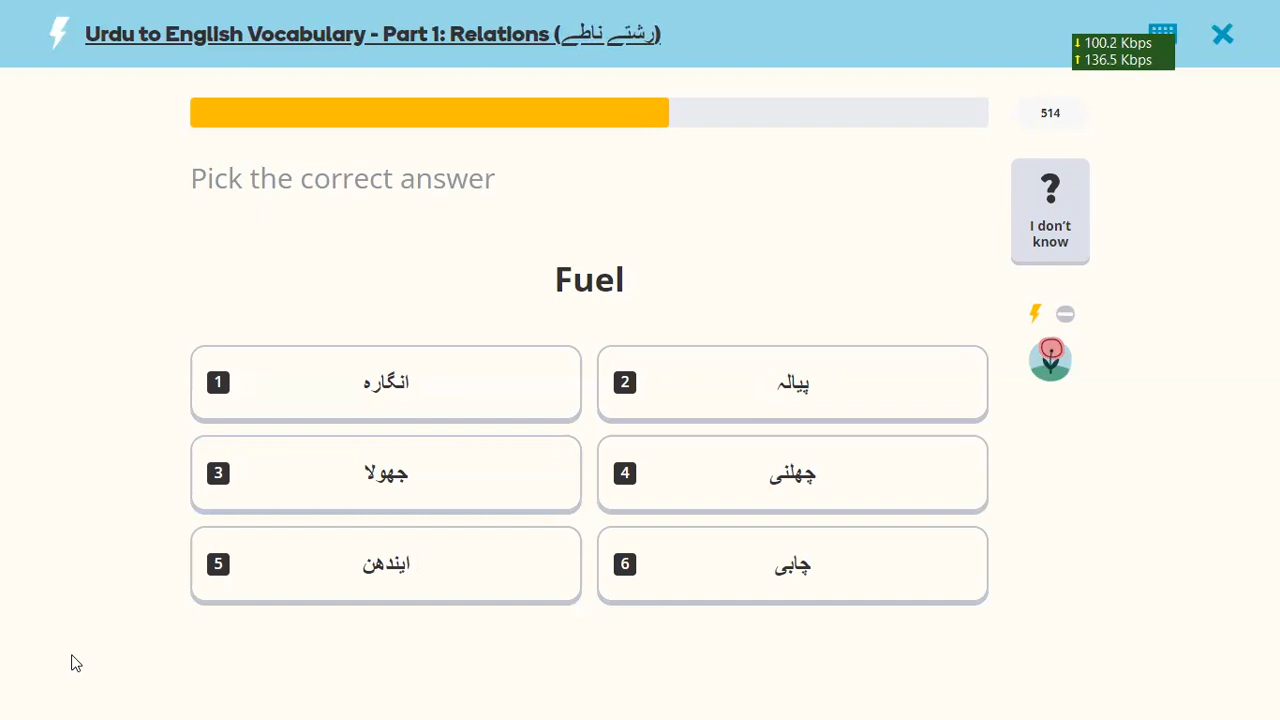 Urdu to English Vocabulary - Part 1: Relations (رشتے ناطے)
↓ 100.2 Kbps
↑ 136.5 Kbps
514
Pick the correct answer
?
I don't
know
Fuel
1 انگارہ
2 پیالہ
3 جھولا
4 چھلنی
5 ایندھن
6 چابی